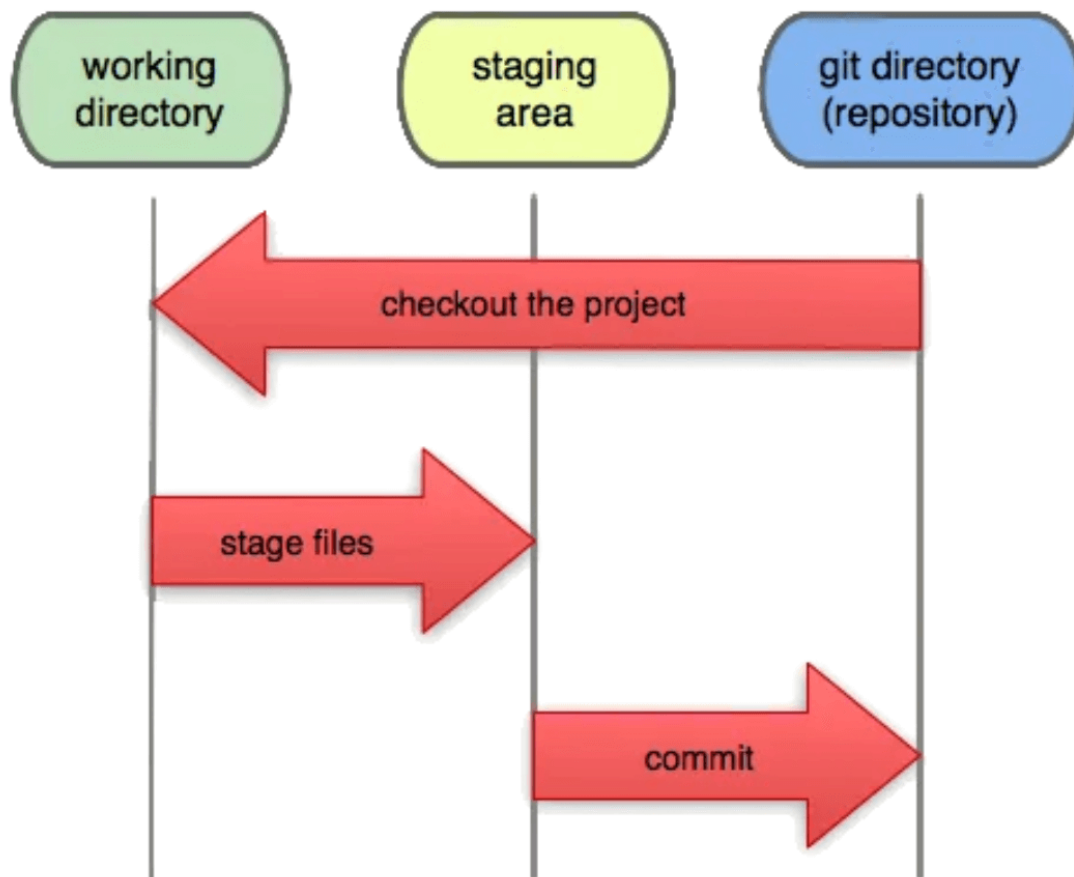 working
directory
staging
area
git directory
(repository)
checkout the project
stage files
commit